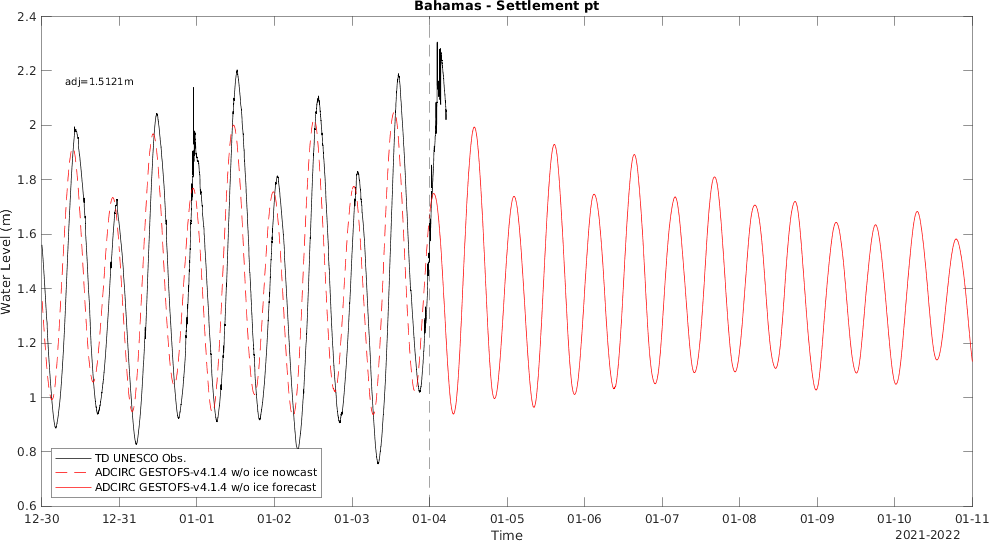 Bahamas - Settlement pt
adj=1.5121m
Water Level (m)
2.4
2.2
2
1.8
1.6
1.4
1.2
1
0.8
0.6
TD UNESCO Obs.
ADCIRC GESTOFS-v4.1.4 w/o ice nowcast
ADCIRC GESTOFS-v4.1.4 w/o ice forecast
12-30 12-31 01-01 01-02 01-03 01-04 01-05 01-06 01-07 01-08 01-09 01-10 01-11
Time
2021-2022